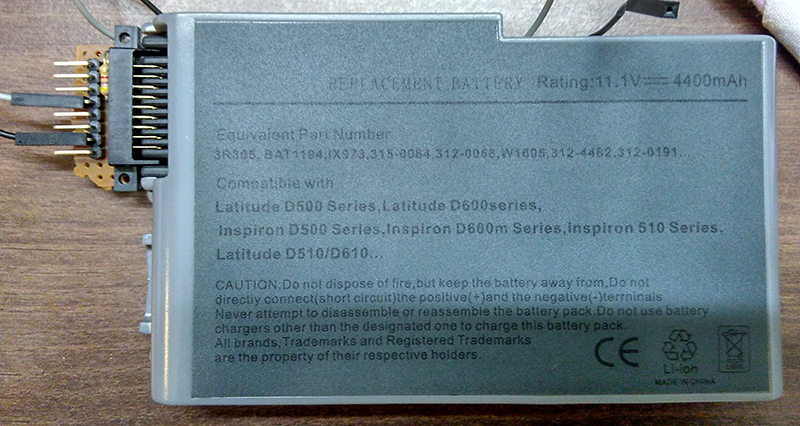 REPLACEMENT BATTERY Rating:11.1V⎓4400mAh
Equivalent Part Number
3R305, BAT1194,IX973,315-0084,312-0068,W1605,312-4482,312-0191...
Compatible with
Latitude D500 Series,Latitude D600series,
Inspiron D500 Series,Inspiron D600m Series,inspiron 510 Series,
Latitude D510/D610...
CAUTION:Do not dispose of fire,but keep the battery away from,Do not
directly connect(short circuit)the positive(+)and the negative(-)terrninals
Never attempt to disassemble or reassemble the battery pack.Do not use battery
chargers other than the designated one to charge this battery pack.
All brands,Trademarks and Registered Trademarks
are the property of their respective holders.
CE
Li-ion
MADE IN CHINA